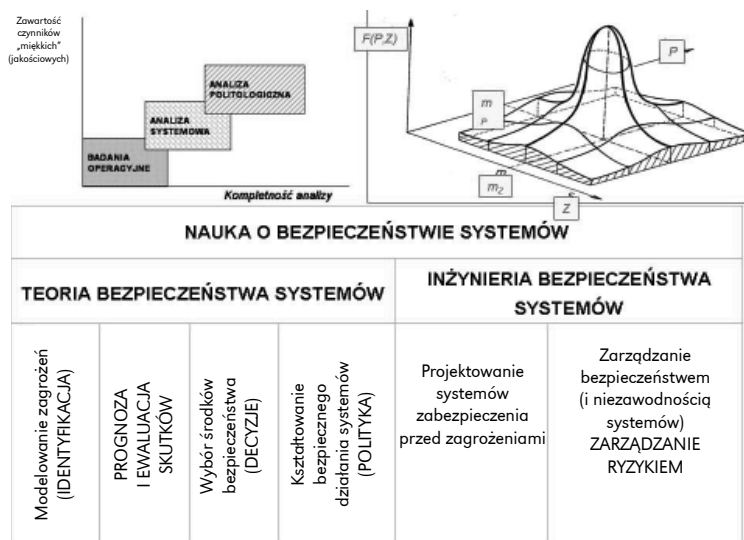 Zawartość
czynników
„miękkich"
(jakościowych)
ANALIZA
POLITOLOGICZNA
ANALIZA
SYSTEMOWA
BADANIA
OPERACYJNE
Kompletność analizy
F(P,Z)
P
m
P
m
m_Z
Z
NAUKA O BEZPIECZEŃSTWIE SYSTEMÓW
TEORIA BEZPIECZEŃSTWA SYSTEMÓW
INŻYNIERIA BEZPIECZEŃSTWA
SYSTEMÓW
Modelowanie zagrożeń
(IDENTYFIKACJA)
PROGNOZA
I EWALUACJA
SKUTKÓW
Wybór środków
bezpieczeństwa
(DECYZJE)
Kształtowanie
bezpiecznego
działania systemów
(POLITYKA)
Projektowanie
systemów
zabezpieczenia
przed zagrożeniami
Zarządzanie
bezpieczeństwem
(i niezawodnością
systemów)
ZARZĄDZANIE
RYZYKIEM